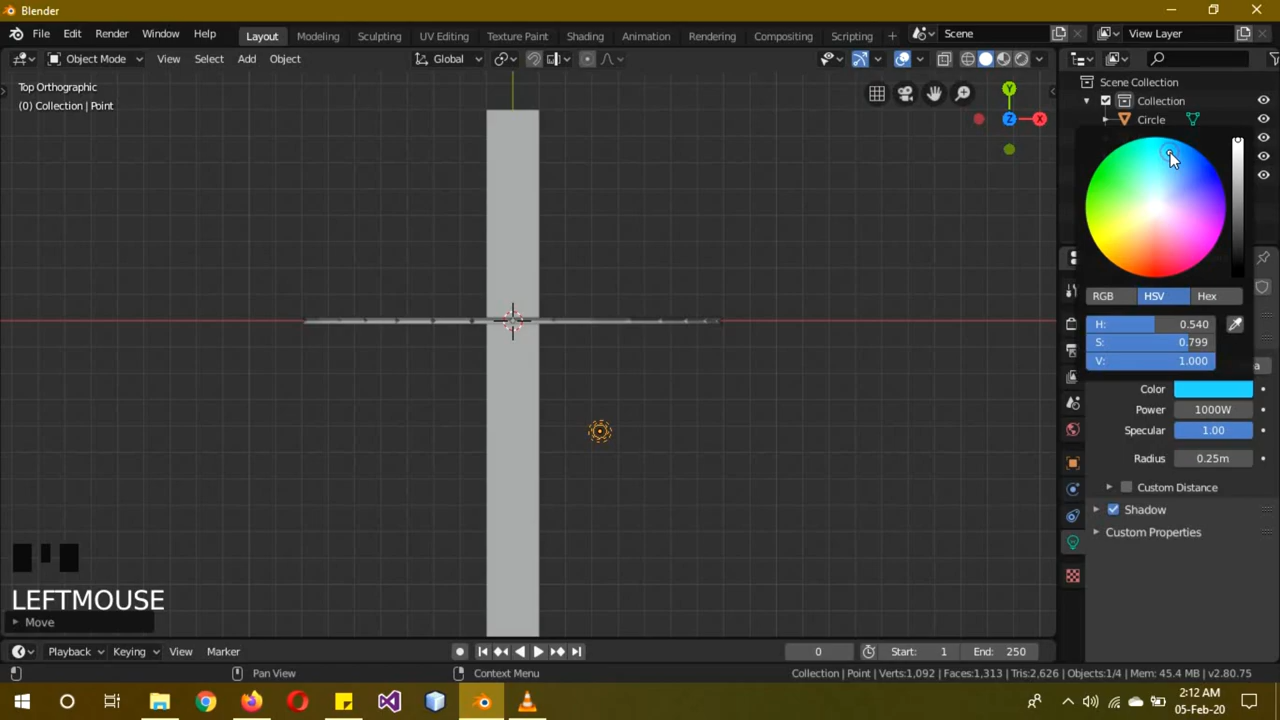 Blender
File Edit Render Window Help Layout Modeling Sculpting UV Editing Texture Paint Shading Animation Rendering Compositing Scripting + Scene View Layer
Object Mode View Select Add Object Global
Top Orthographic
(0) Collection | Point
Y
Z X
Scene Collection
Collection
Circle
RGB HSV Hex
H: 0.540
S: 0.799
V: 1.000
Color
Power 1000W
Specular 1.00
Radius 0.25m
Custom Distance
Shadow
Custom Properties
LEFTMOUSE
Move
Playback Keying View Marker 0 Start: 1 End: 250
Pan View Context Menu Collection | Point | Verts:1,092 | Faces:1,313 | Tris:2,626 | Objects:1/4 | Mem: 45.4 MB | v2.80.75
2:12 AM
05-Feb-20